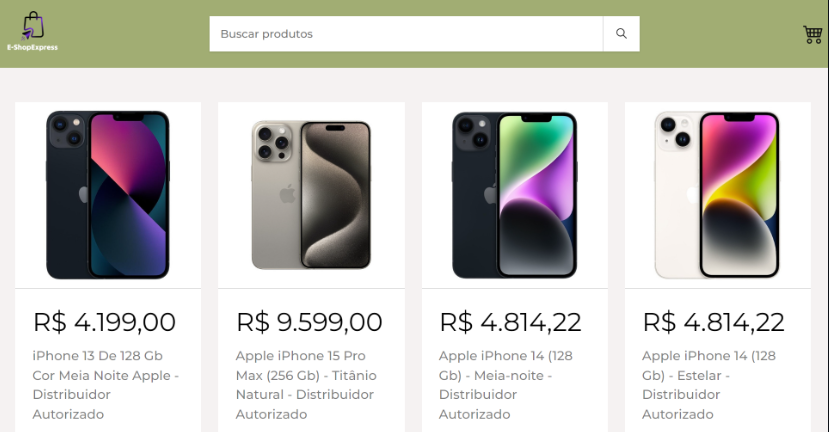 E-ShopExpress
Buscar produtos
R$ 4.199,00
iPhone 13 De 128 Gb
Cor Meia Noite Apple -
Distribuidor
Autorizado
R$ 9.599,00
Apple iPhone 15 Pro
Max (256 Gb) - Titânio
Natural - Distribuidor
Autorizado
R$ 4.814,22
Apple iPhone 14 (128
Gb) - Meia-noite -
Distribuidor
Autorizado
R$ 4.814,22
Apple iPhone 14 (128
Gb) - Estelar -
Distribuidor
Autorizado